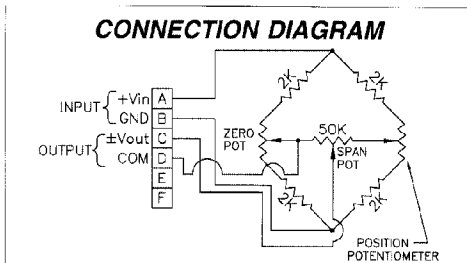 CONNECTION DIAGRAM
INPUT { +Vin A
GND B
OUTPUT { ±Vout C
COM D
E
F
2K
2K
ZERO
POT
50K
SPAN
POT
2K
2K
POSITION
POTENTIOMETER